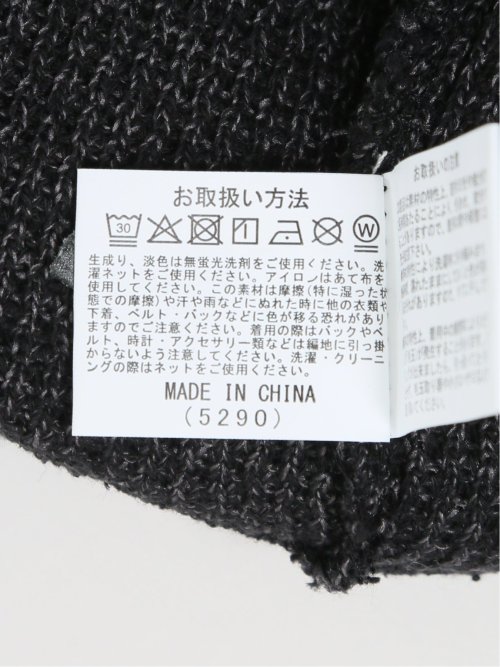 お取扱い方法
30 W
生成り、淡色は無蛍光洗剤をご使用ください。洗
濯ネットをご使用ください。アイロンはあて布を
使用してください。この素材は摩擦(特に湿った状
態での摩擦)や汗や雨などにぬれた時に他の衣類や
下着、ベルト・バックなどに色が移る恐れがあり
ますのでご注意ください。着用の際はバックやベ
ルト、時計・アクセサリー類などは編地に引っ掛
からないよう注意してください。洗濯・クリーニ
ングの際はネットをご使用ください。
MADE IN CHINA
(5290)
お取扱いの注意